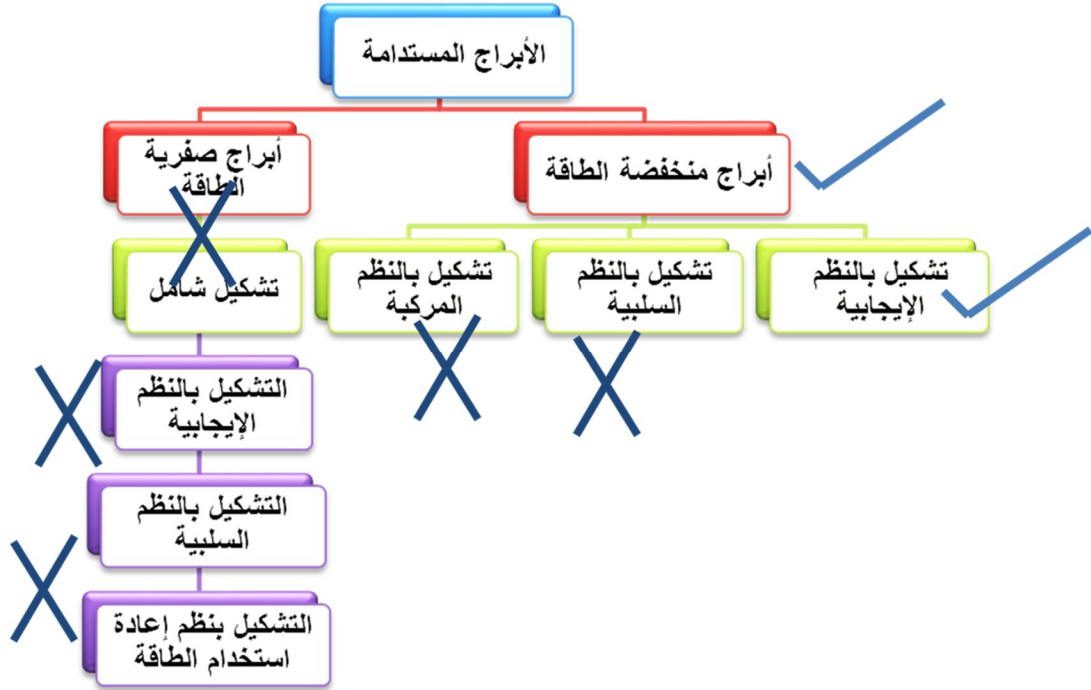 الأبراج المستدامة
أبراج منخفضة الطاقة
أبراج صفرية
الطاقة
تشكيل بالنظم
الإيجابية
تشكيل بالنظم
السلبية
تشكيل بالنظم
المركبة
تشكيل شامل
التشكيل بالنظم
الإيجابية
التشكيل بالنظم
السلبية
التشكيل بنظم إعادة
استخدام الطاقة